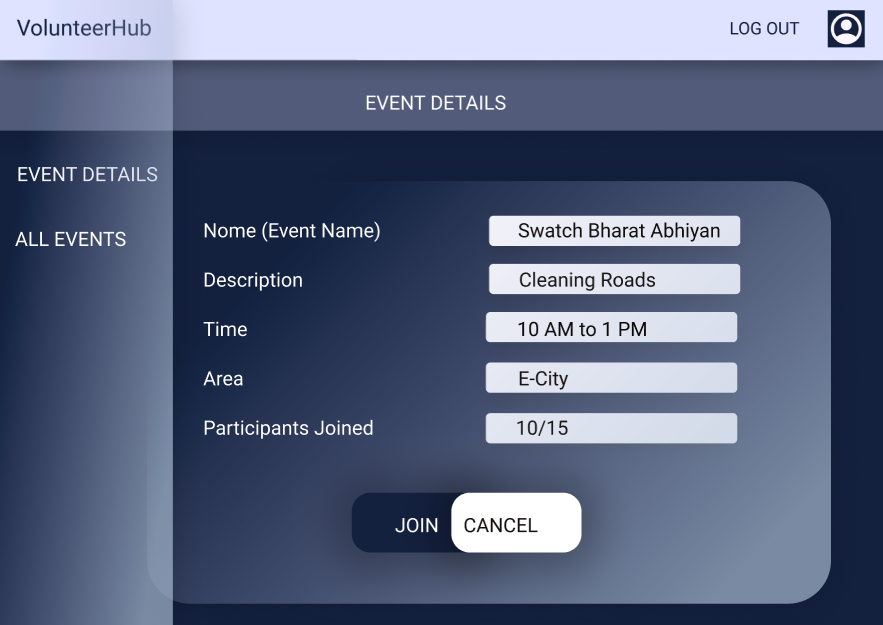 VolunteerHub
LOG OUT
EVENT DETAILS
EVENT DETAILS
ALL EVENTS
Nome (Event Name) Swatch Bharat Abhiyan
Description Cleaning Roads
Time 10 AM to 1 PM
Area E-City
Participants Joined 10/15
JOIN CANCEL